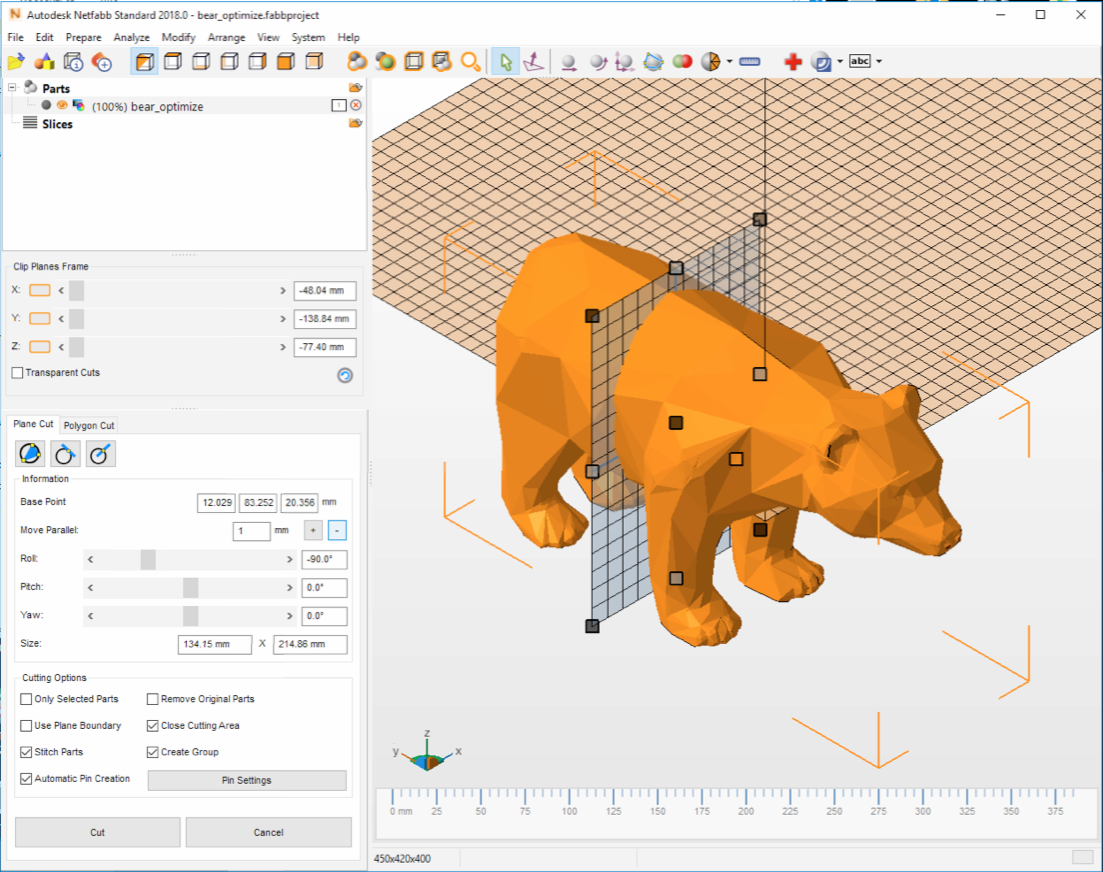 Autodesk Netfabb Standard 2018.0 - bear_optimize.fabbproject
File Edit Prepare Analyze Modify Arrange View System Help
abc
Parts
(100%) bear_optimize
1
Slices
Clip Planes Frame
X: < > -48.04 mm
Y: < > -138.84 mm
Z: < > -77.40 mm
Transparent Cuts
Plane Cut Polygon Cut
Information
Base Point 12.029 83.252 20.356 mm
Move Parallel: 1 mm + -
Roll: < > -90.0°
Pitch: < > 0.0°
Yaw: < > 0.0°
Size: 134.15 mm X 214.86 mm
Cutting Options
Only Selected Parts Remove Original Parts
Use Plane Boundary Close Cutting Area
Stitch Parts Create Group
Automatic Pin Creation Pin Settings
Cut Cancel
z
y x
0 mm 25 50 75 100 125 150 175 200 225 250 275 300 325 350 375
450x420x400